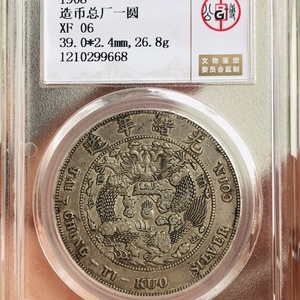 1908
造币总厂一圆
XF 06
39.0*2.4mm,26.8g
1210299668
公
G
文物鉴定
委员会监制
造年緒光
TAI-CHING-TI-KUO SILVER COIN